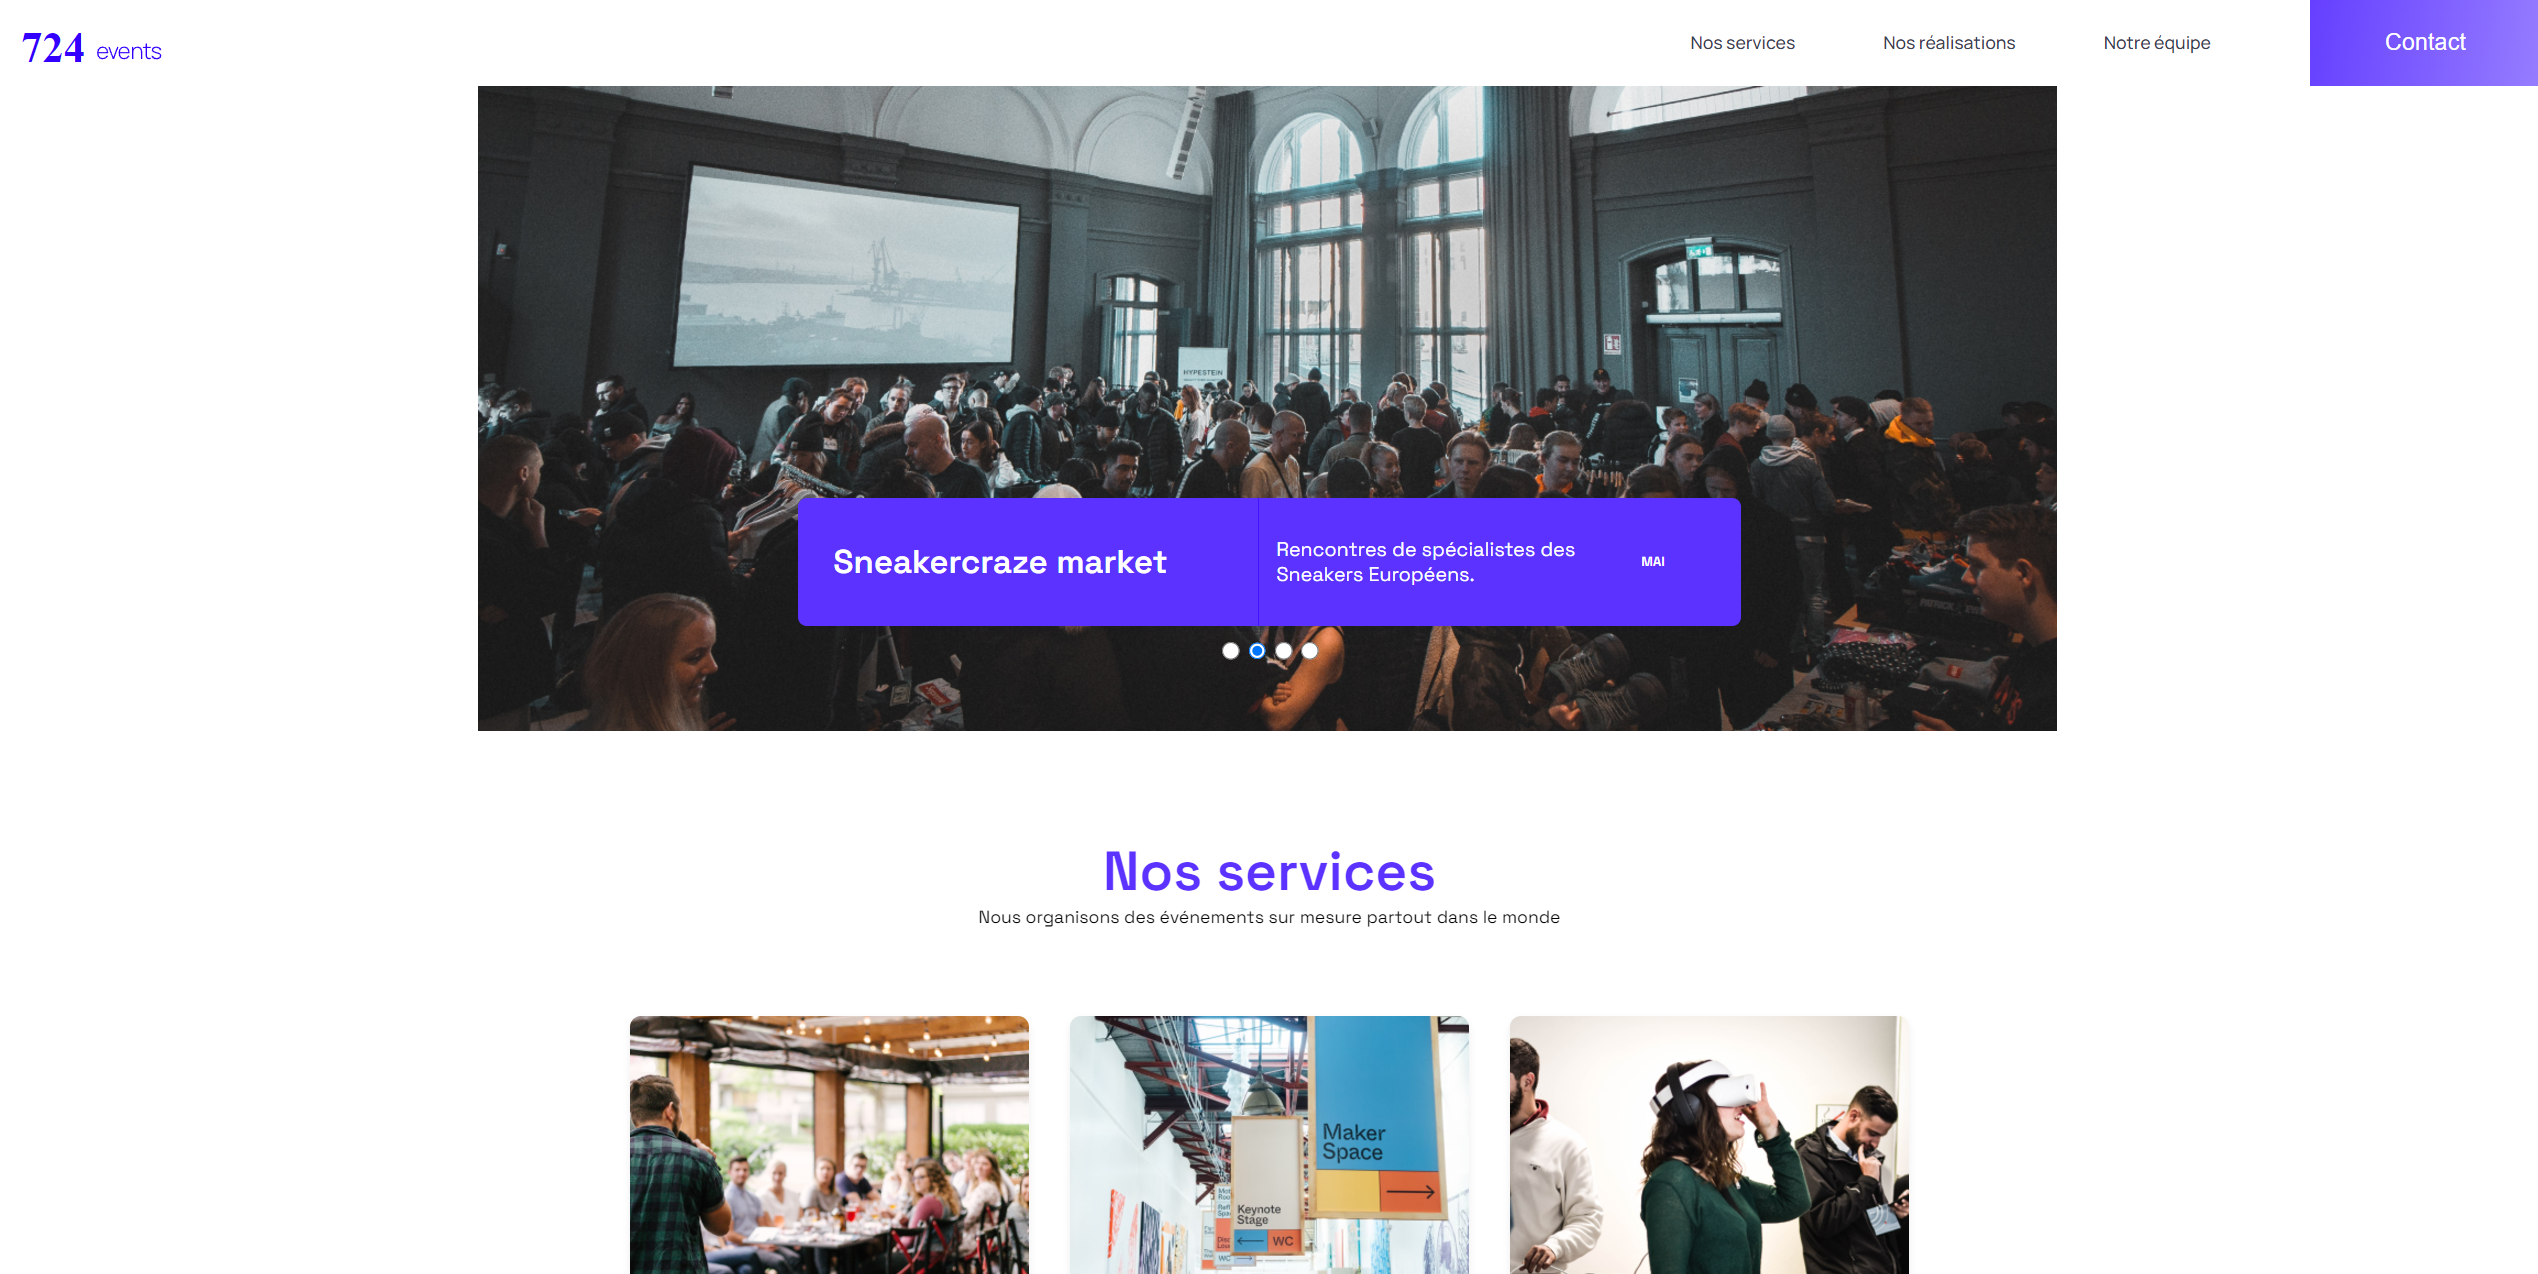 724 events
Nos services
Nos réalisations
Notre équipe
Contact
HYPESTEIN
Sneakercraze market
Rencontres de spécialistes des
Sneakers Européens.
MAI
Nos services
Nous organisons des événements sur mesure partout dans le monde
Maker
Space
Keynote
Stage
WC
WC